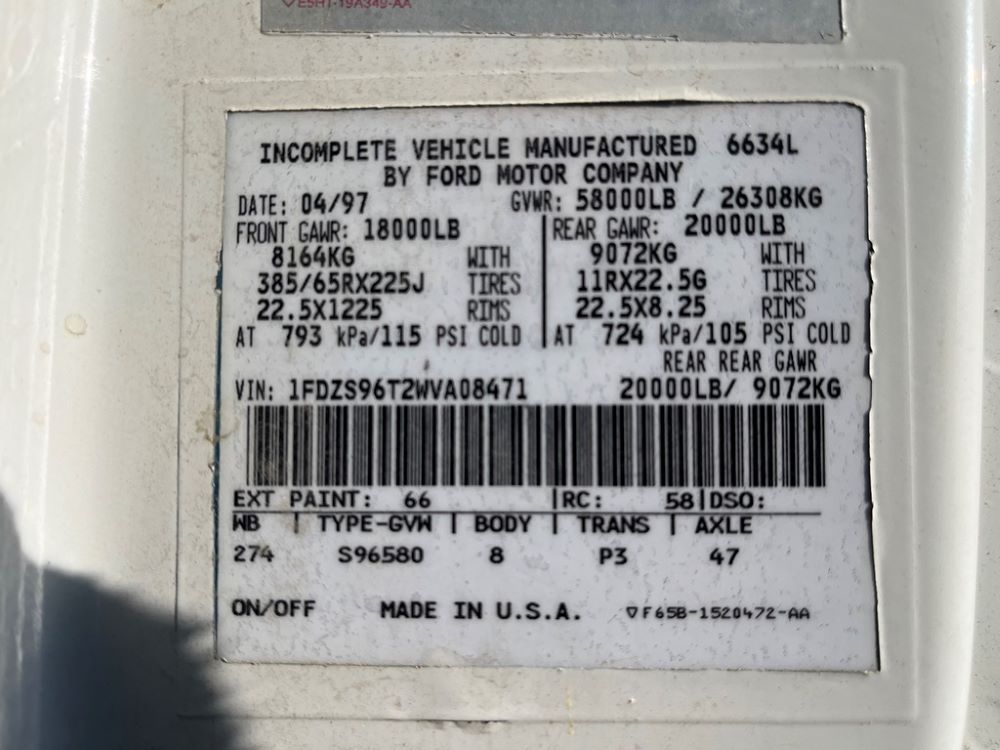 ▽E5HT-19A349-AA
INCOMPLETE VEHICLE MANUFACTURED 6634L
BY FORD MOTOR COMPANY
DATE: 04/97 GVWR: 58000LB / 26308KG
FRONT GAWR: 18000LB REAR GAWR: 20000LB
8164KG WITH 9072KG WITH
385/65RX225J TIRES 11RX22.5G TIRES
22.5X1225 RIMS 22.5X8.25 RIMS
AT 793 kPa/115 PSI COLD AT 724 kPa/105 PSI COLD
REAR REAR GAWR
VIN: 1FDZS96T2WVA08471 20000LB/ 9072KG
EXT PAINT: 66 |RC: 58|DSO:
WB | TYPE-GVW | BODY | TRANS | AXLE
274 S96580 8 P3 47
ON/OFF MADE IN U.S.A. ▽F65B-1520472-AA